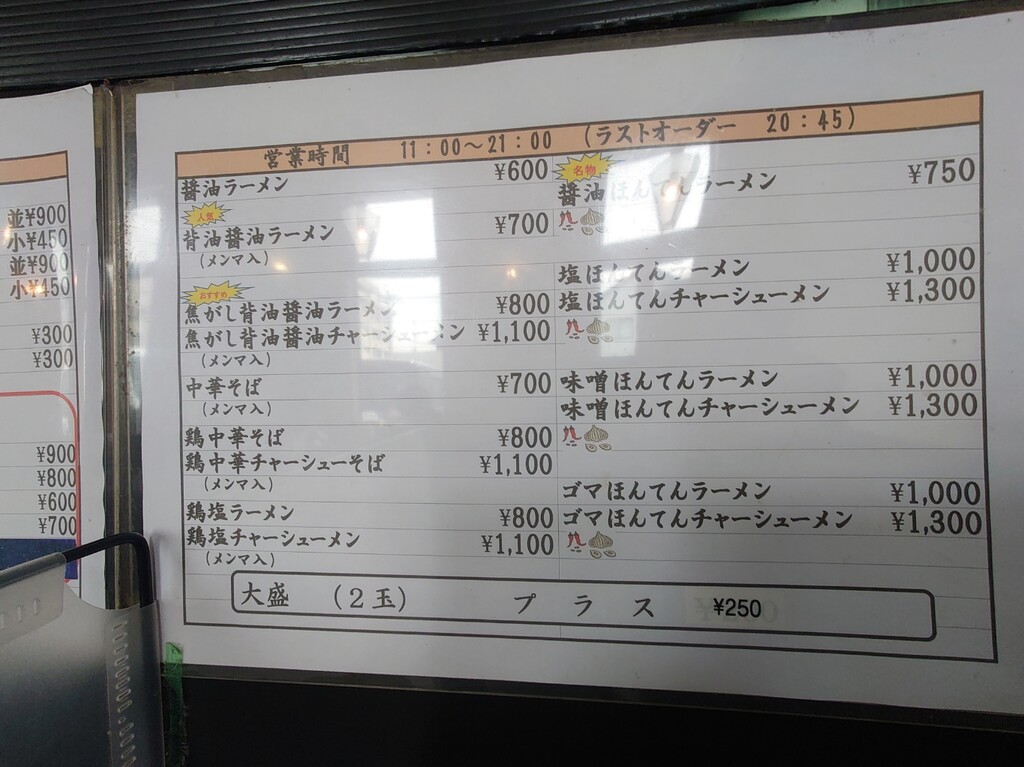 並¥900
小¥450
並¥900
小¥450
¥300
¥300
¥900
¥800
¥600
¥700
営業時間 11:00～21:00 (ラストオーダー 20:45)
醤油ラーメン ¥600
人気
背油醤油ラーメン ¥700
(メンマ入)
おすすめ
焦がし背油醤油ラーメン ¥800
焦がし背油醤油チャーシューメン ¥1,100
(メンマ入)
中華そば ¥700
(メンマ入)
鶏中華そば ¥800
鶏中華チャーシューそば ¥1,100
(メンマ入)
鶏塩ラーメン ¥800
鶏塩チャーシューメン ¥1,100
(メンマ入)
名物
醤油ほんてんラーメン ¥750
塩ほんてんラーメン ¥1,000
塩ほんてんチャーシューメン ¥1,300
味噌ほんてんラーメン ¥1,000
味噌ほんてんチャーシューメン ¥1,300
ゴマほんてんラーメン ¥1,000
ゴマほんてんチャーシューメン ¥1,300
大盛 (2玉) プラス ¥250